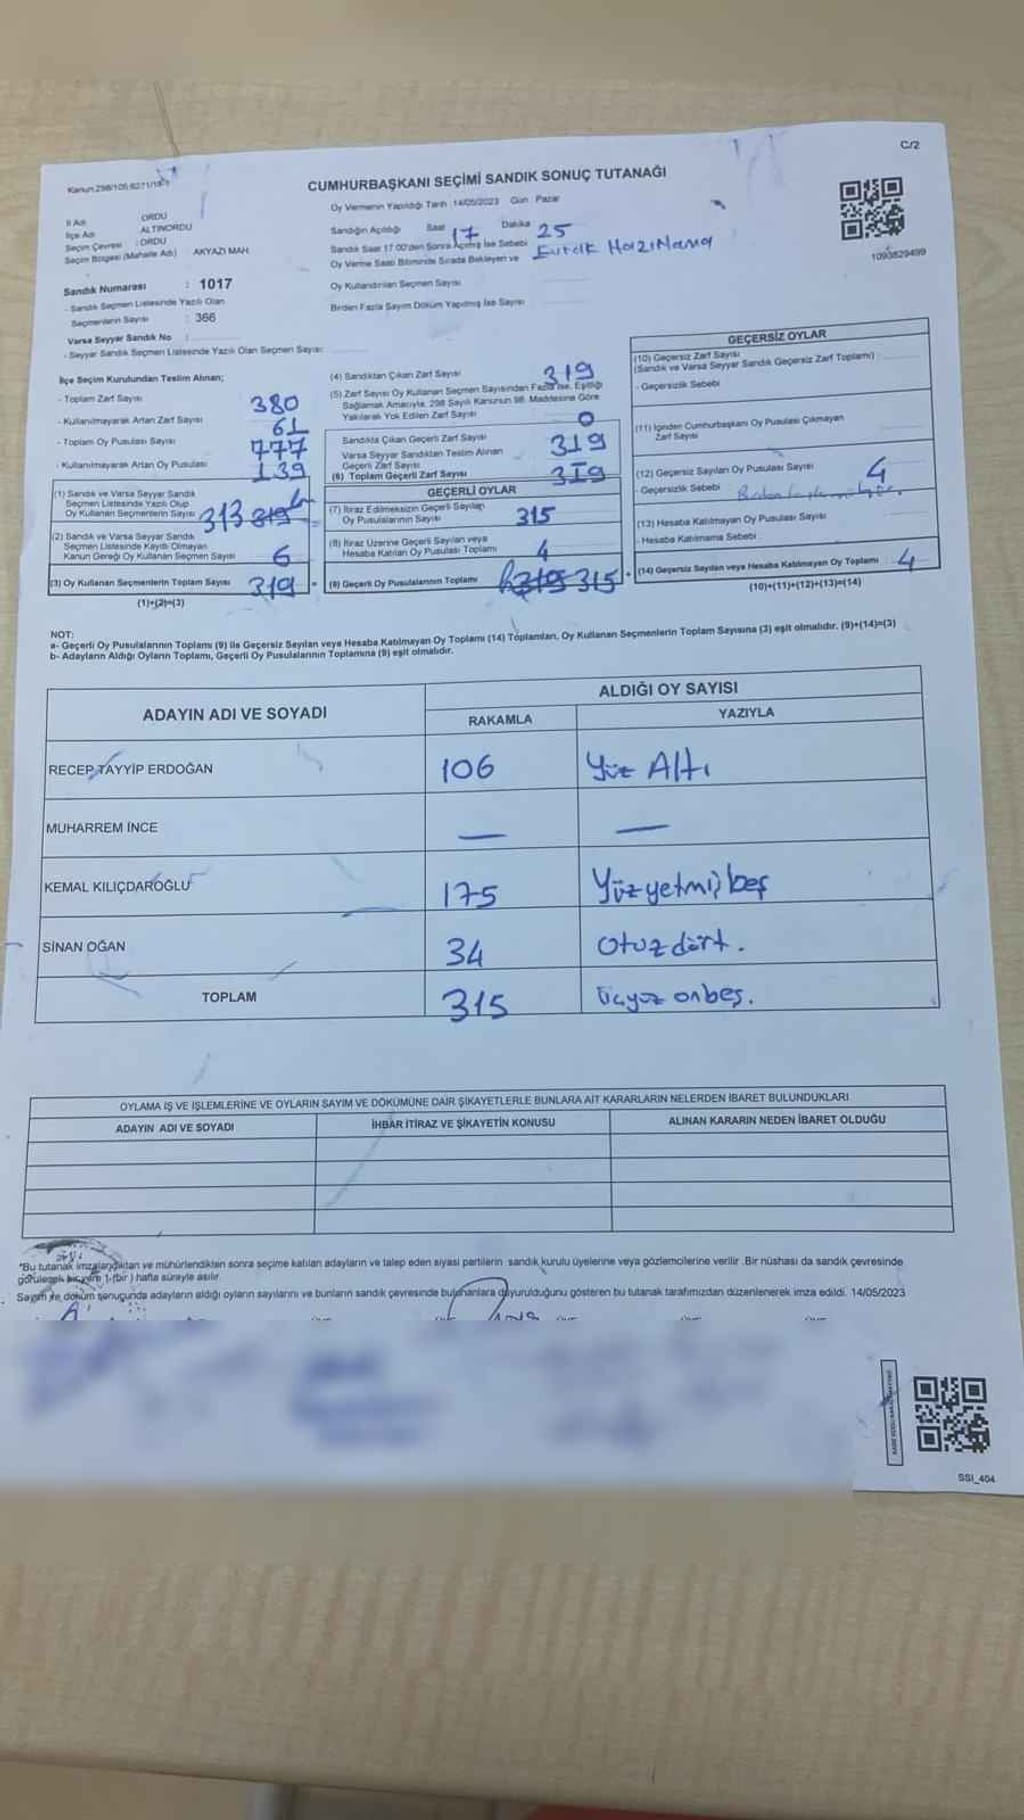 C/2
CUMHURBAŞKANI SEÇİMİ SANDIK SONUÇ TUTANAĞI
Oy Vermenin Yapıldığı Tarih :14/05/2023 Gün : Pazar
İl Adı : ORDU
İlçe Adı : ALTINORDU
Seçim Çevresi : ORDU
Seçim Bölgesi (Mahalle Adı) AKYAZI MAH.
Sandığın Açıldığı Saat 17 Dakika 25
Sandık Saat 17:00'den Sonra Açılmış İse Sebebi Evrak Hazırlama
Oy Verme Saati Bitiminde Sırada Bekleyen ve
Oy Kullandırılan Seçmen Sayısı
Birden Fazla Sayım Döküm Yapılmış İse Sayısı
1093829499
Sandık Numarası : 1017
- Sandık Seçmen Listesinde Yazılı Olan
Seçmenlerin Sayısı : 366
Varsa Seyyar Sandık No :
- Seyyar Sandık Seçmen Listesinde Yazılı Olan Seçmen Sayısı:
İlçe Seçim Kurulundan Teslim Alınan;
- Toplam Zarf Sayısı 380
- Kullanılmayarak Artan Zarf Sayısı 61
- Toplam Oy Pusulası Sayısı 777
- Kullanılmayarak Artan Oy Pusulası 139
(1) Sandık ve Varsa Seyyar Sandık
Seçmen Listesinde Yazılı Olup
Oy Kullanan Seçmenlerin Sayısı 313 319
(2) Sandık ve Varsa Seyyar Sandık
Seçmen Listesinde Kayıtlı Olmayan
Kanun Gereği Oy Kullanan Seçmen Sayısı 6
(3) Oy Kullanan Seçmenlerin Toplam Sayısı 319
(1)+(2)=(3)
(4) Sandıktan Çıkan Zarf Sayısı 319
(5) Zarf Sayısı Oy Kullanan Seçmen Sayısından Fazla ise, Eşitliği
Sağlamak Amacıyla, 298 Sayılı Kanunun 98. Maddesine Göre
Yakılarak Yok Edilen Zarf Sayısı 0
Sandıkta Çıkan Geçerli Zarf Sayısı 319
Varsa Seyyar Sandıktan Teslim Alınan
Geçerli Zarf Sayısı
(6) Toplam Geçerli Zarf Sayısı 319
GEÇERLİ OYLAR
(7) İtiraz Edilmeksizin Geçerli Sayılan
Oy Pusulalarının Sayısı 315
(8) İtiraz Üzerine Geçerli Sayılan veya
Hesaba Katılan Oy Pusulası Toplamı 4
(9) Geçerli Oy Pusulalarının Toplamı 319 315
GEÇERSİZ OYLAR
(10) Geçersiz Zarf Sayısı
(Sandık ve Varsa Seyyar Sandık Geçersiz Zarf Toplamı)
- Geçersizlik Sebebi
(11) İçinden Cumhurbaşkanı Oy Pusulası Çıkmayan
Zarf Sayısı
(12) Geçersiz Sayılan Oy Pusulası Sayısı 4
- Geçersizlik Sebebi
(13) Hesaba Katılmayan Oy Pusulası Sayısı
- Hesaba Katılmama Sebebi
(14) Geçersiz Sayılan veya Hesaba Katılmayan Oy Toplamı 4
(10)+(11)+(12)+(13)=(14)
NOT:
a- Geçerli Oy Pusulalarının Toplamı (9) ile Geçersiz Sayılan veya Hesaba Katılmayan Oy Toplamı (14) Toplamları, Oy Kullanan Seçmenlerin Toplam Sayısına (3) eşit olmalıdır. (9)+(14)=(3)
b- Adayların Aldığı Oyların Toplamı, Geçerli Oy Pusulalarının Toplamına (9) eşit olmalıdır.
ADAYIN ADI VE SOYADI
ALDIĞI OY SAYISI
RAKAMLA YAZIYLA
RECEP TAYYİP ERDOĞAN 106 Yüz Altı
MUHARREM İNCE — —
KEMAL KILIÇDAROĞLU 175 Yüzyetmiş beş
SİNAN OĞAN 34 Otuz dört.
TOPLAM 315 Üçyüz onbeş.
OYLAMA İŞ VE İŞLEMLERİNE VE OYLARIN SAYIM VE DÖKÜMÜNE DAİR ŞİKAYETLERLE BUNLARA AİT KARARLARIN NELERDEN İBARET BULUNDUKLARI
ADAYIN ADI VE SOYADI İHBAR İTİRAZ VE ŞİKAYETİN KONUSU ALINAN KARARIN NEDEN İBARET OLDUĞU
*Bu tutanak imzalandıktan ve mühürlendikten sonra seçime katılan adayların ve talep eden siyasi partilerin sandık kurulu üyelerine veya gözlemcilerine verilir. Bir nüshası da sandık çevresinde
görülecek bir yere 1 (bir) hafta süreyle asılır.
Sayım ve döküm sonucunda adayların aldığı oyların sayılarını ve bunların sandık çevresinde bulunanlara duyurulduğunu gösteren bu tutanak tarafımızdan düzenlenerek imza edildi. 14/05/2023
SSI_404